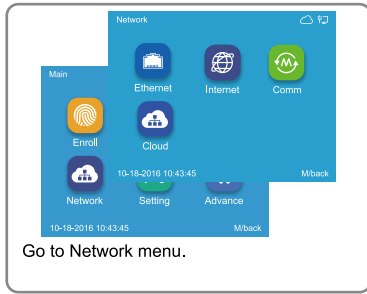 Network
Ethernet
Internet
Comm
Cloud
10-18-2016 10:43:45
M/back
Main
Enroll
Network
Setting
Advance
10-18-2016 10:43:45
M/back
Go to Network menu.